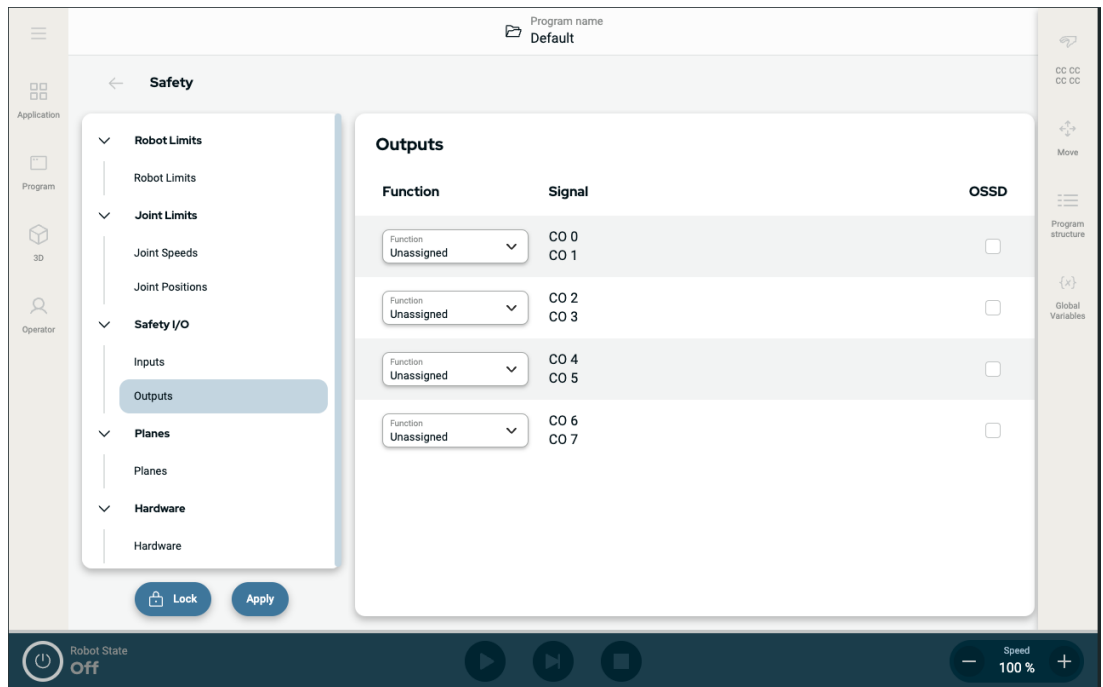 Program name
Default
Application
Program
3D
Operator
Safety
Robot Limits
Robot Limits
Joint Limits
Joint Speeds
Joint Positions
Safety I/O
Inputs
Outputs
Planes
Planes
Hardware
Hardware
Lock
Apply
Outputs
Function
Signal
OSSD
Function
Unassigned
CO 0
CO 1
Function
Unassigned
CO 2
CO 3
Function
Unassigned
CO 4
CO 5
Function
Unassigned
CO 6
CO 7
CC CC
CC CC
Move
Program
structure
{x}
Global
Variables
Robot State
Off
Speed
100 %